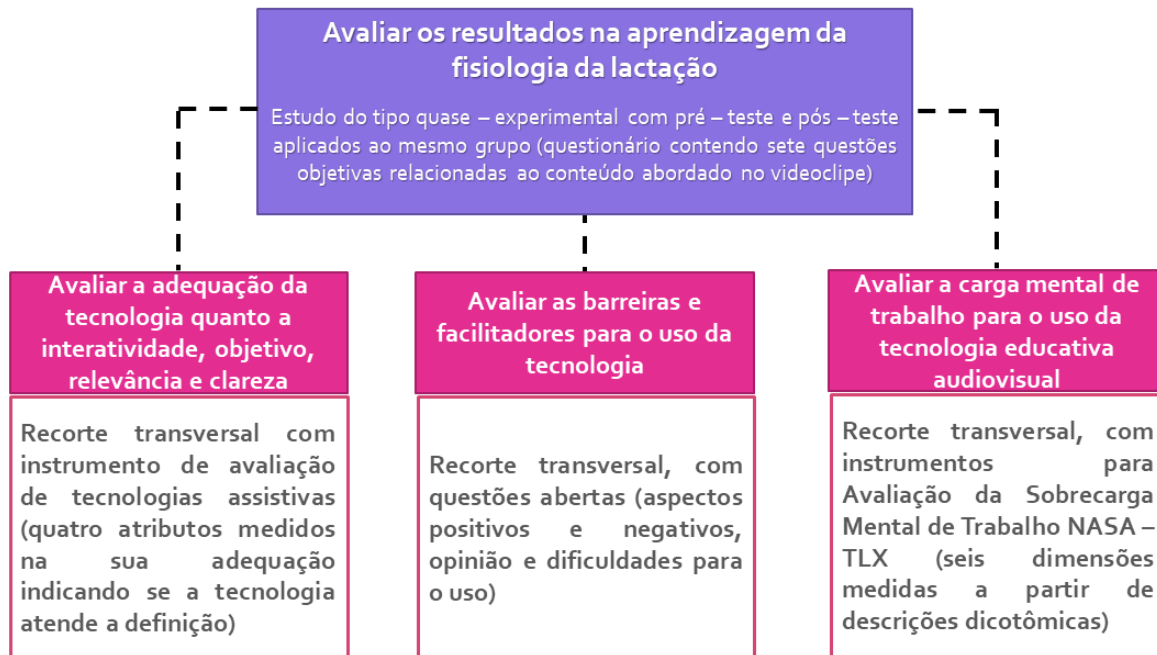 Avaliar os resultados na aprendizagem da
fisiologia da lactação
Estudo do tipo quase – experimental com pré – teste e pós – teste
aplicados ao mesmo grupo (questionário contendo sete questões
objetivas relacionadas ao conteúdo abordado no videoclipe)
Avaliar a adequação da
tecnologia quanto a
interatividade, objetivo,
relevância e clareza
Recorte transversal com
instrumento de avaliação
de tecnologias assistivas
(quatro atributos medidos
na sua adequação
indicando se a tecnologia
atende a definição)
Avaliar as barreiras e
facilitadores para o uso da
tecnologia
Recorte transversal, com
questões abertas (aspectos
positivos e negativos,
opinião e dificuldades para
o uso)
Avaliar a carga mental de
trabalho para o uso da
tecnologia educativa
audiovisual
Recorte transversal, com
instrumentos para
Avaliação da Sobrecarga
Mental de Trabalho NASA –
TLX (seis dimensões
medidas a partir de
descrições dicotômicas)